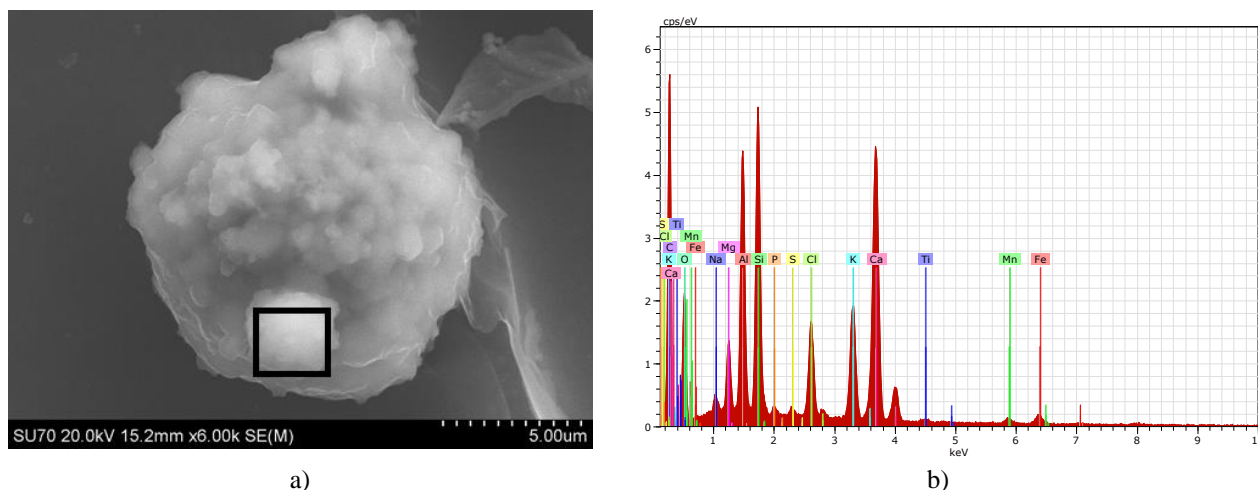 SU70 20.0kV 15.2mm x6.00k SE(M)
5.00um
a)
cps/eV
6
5
4
3
2
1
0
S Ti
Cl Mn
C Fe Mg
K O Na Al Si P S Cl K Ca Ti Mn Fe
Ca
1 2 3 4 5 6 7 8 9 1
keV
b)